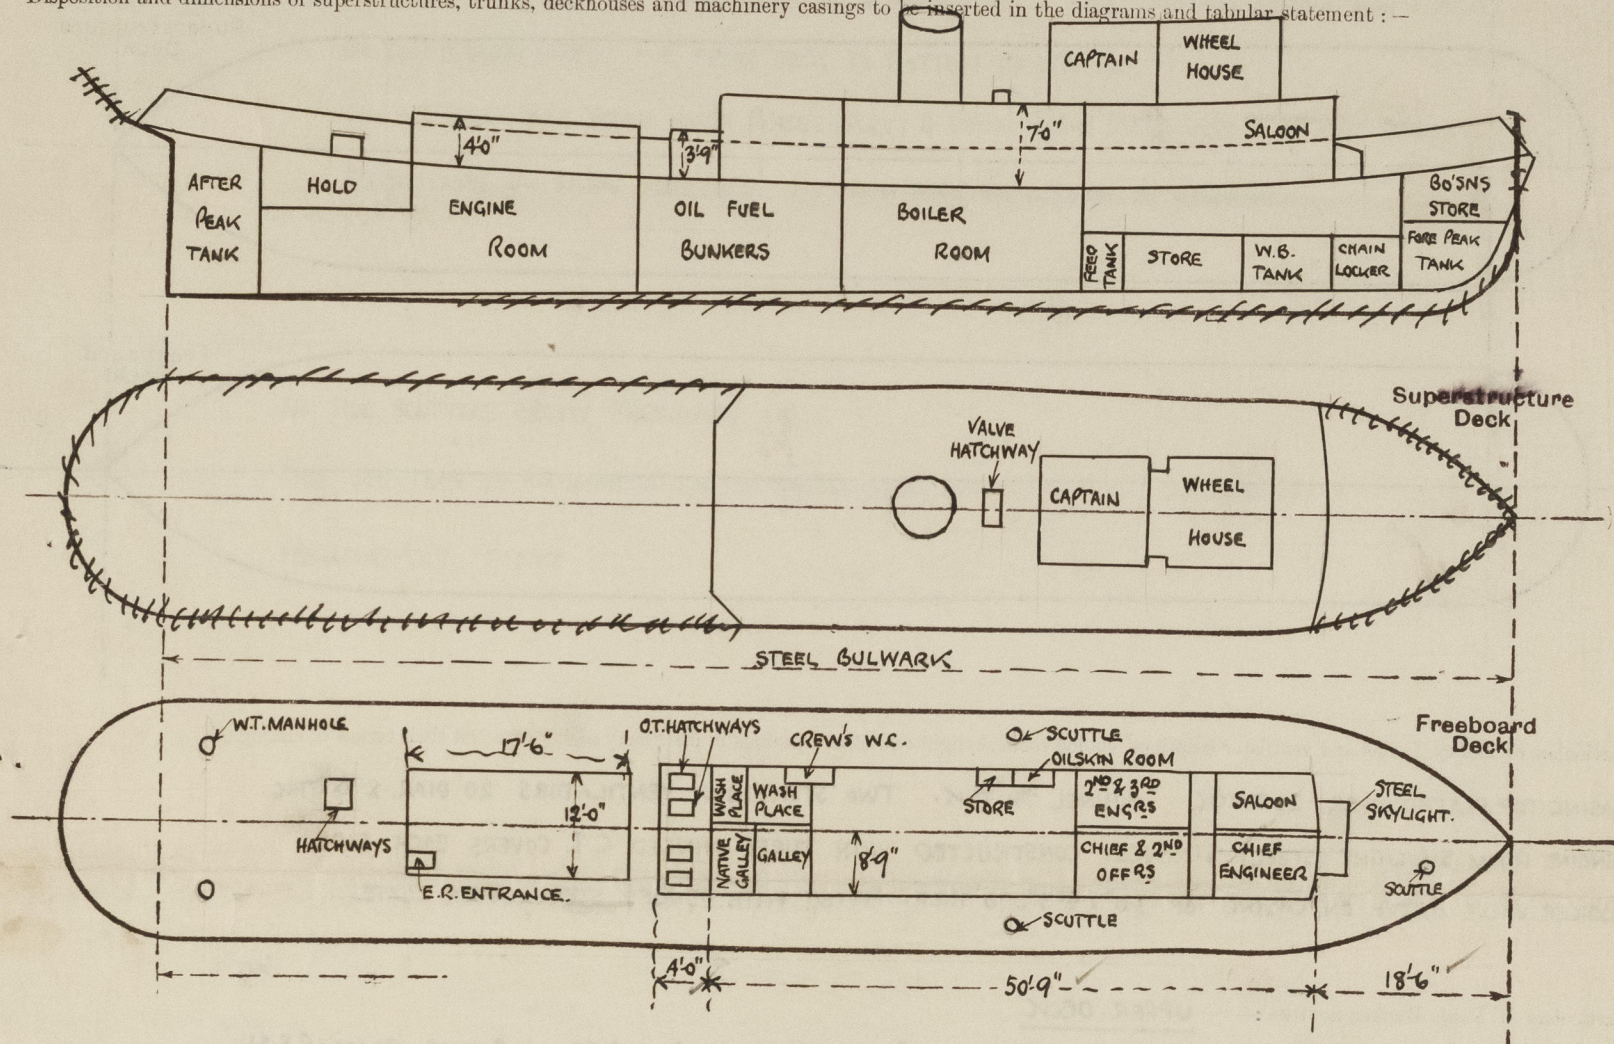 Disposition and dimensions of superstructures, trunks, deckhouses and machinery casings to be inserted in the diagrams and tabular statement : —
CAPTAIN
WHEEL
HOUSE
4'0"
3'9"
7'0"
SALOON
AFTER
PEAK
TANK
HOLD
ENGINE
ROOM
OIL FUEL
BUNKERS
BOILER
ROOM
FEED
TANK
STORE
W.B.
TANK
CHAIN
LOCKER
BO'SNS
STORE
FORE PEAK
TANK
Superstructure
Deck
VALVE
HATCHWAY
CAPTAIN
WHEEL
HOUSE
STEEL BULWARK
Freeboard
Deck
W.T. MANHOLE
17'6"
O.T. HATCHWAYS
CREW'S W.C.
SCUTTLE
OILSKIN ROOM
HATCHWAYS
12'0"
E.R. ENTRANCE.
WASH
PLACE
WASH
PLACE
NATIVE
GALLEY
GALLEY
8'9"
STORE
2ND & 3RD
ENGRS
CHIEF & 2ND
OFFRS
SALOON
CHIEF
ENGINEER
STEEL
SKYLIGHT.
SCUTTLE
SCUTTLE
4'0"
50'9"
18'6"
UPPER DECK